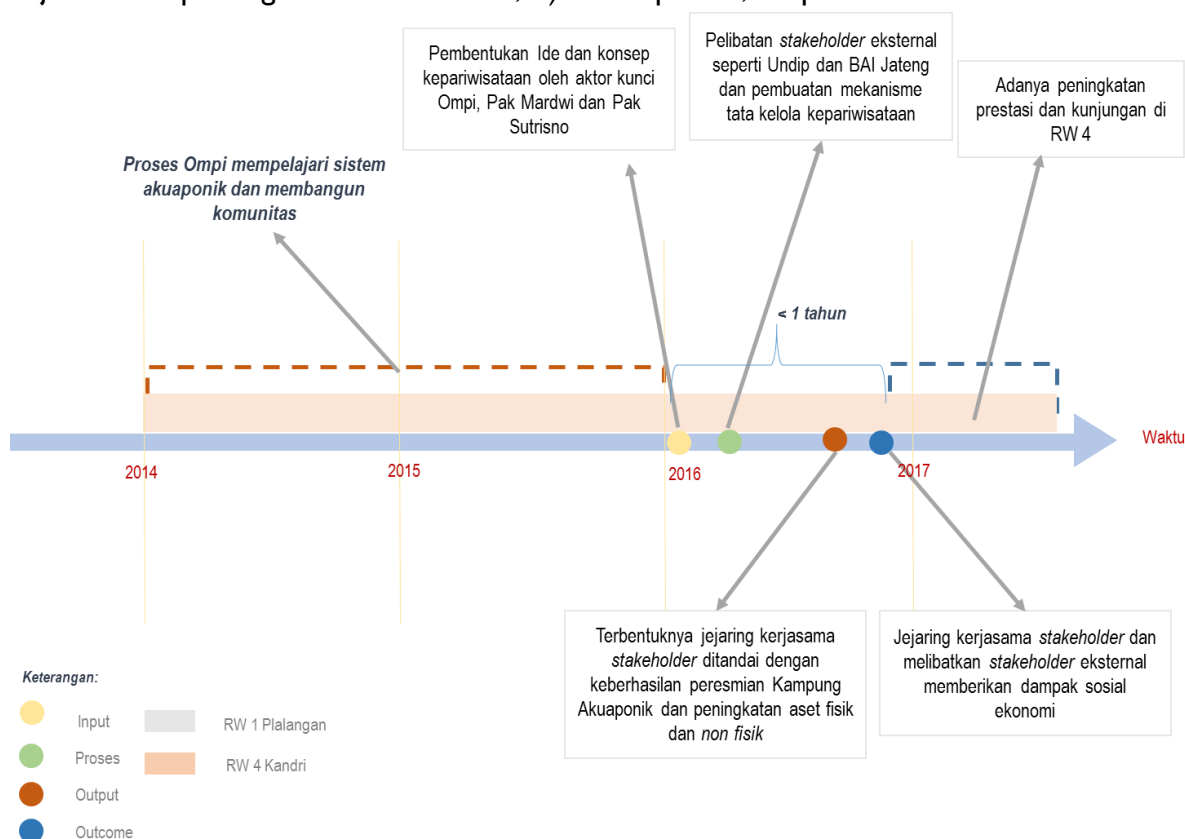 Pembentukan Ide dan konsep
kepariwisataan oleh aktor kunci
Ompi, Pak Mardwi dan Pak
Sutrisno
Pelibatan stakeholder eksternal
seperti Undip dan BAI Jateng
dan pembuatan mekanisme
tata kelola kepariwisataan
Adanya peningkatan
prestasi dan kunjungan di
RW 4
Proses Ompi mempelajari sistem
akuaponik dan membangun
komunitas
< 1 tahun
Waktu
2014
2015
2016
2017
Terbentuknya jejaring kerjasama
stakeholder ditandai dengan
keberhasilan peresmian Kampung
Akuaponik dan peningkatan aset fisik
dan non fisik
Jejaring kerjasama stakeholder dan
melibatkan stakeholder eksternal
memberikan dampak sosial
ekonomi
Keterangan:
Input
RW 1 Plalangan
Proses
RW 4 Kandri
Output
Outcome